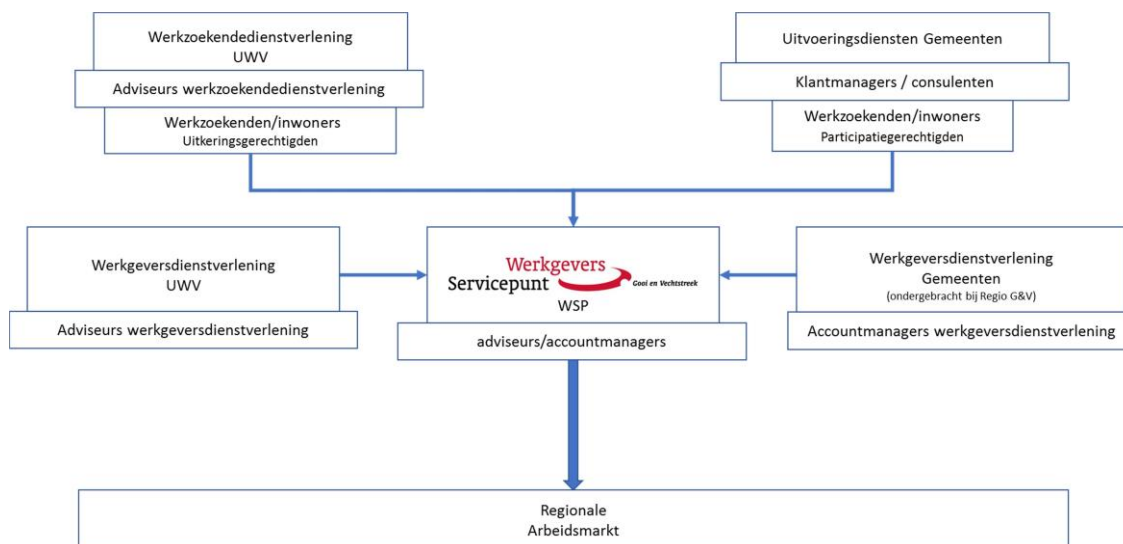 Werkzoekendedienstverlening
UWV
Adviseurs werkzoekendedienstverlening
Werkzoekenden/inwoners
Uitkeringsgerechtigden
Uitvoeringsdiensten Gemeenten
Klantmanagers / consulenten
Werkzoekenden/inwoners
Participatiegerechtigden
Werkgeversdienstverlening
UWV
Adviseurs werkgeversdienstverlening
Werkgevers
Servicepunt
Gooi en Vechtstreek
WSP
adviseurs/accountmanagers
Werkgeversdienstverlening
Gemeenten
(ondergebracht bij Regio G&V)
Accountmanagers werkgeversdienstverlening
Regionale
Arbeidsmarkt